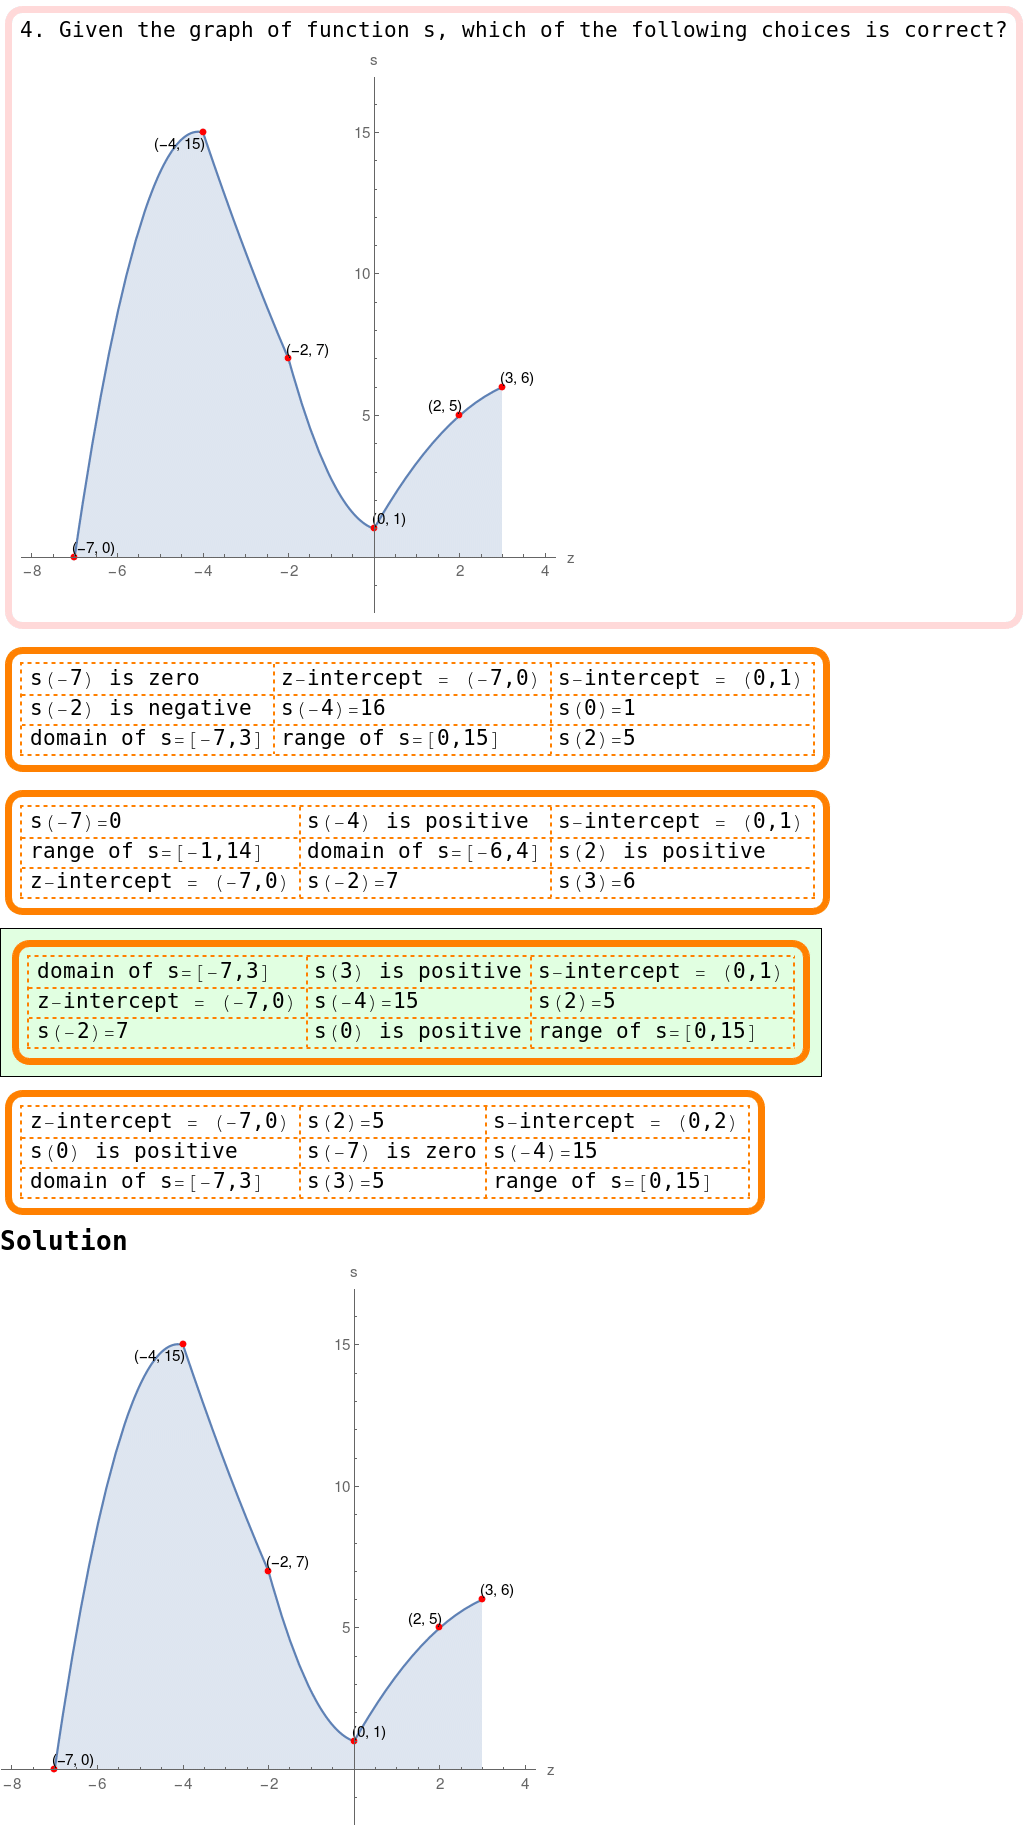 4. Given the graph of function s, which of the following choices is correct?
s
15
(−4, 15)
10
(−2, 7)
(3, 6)
(2, 5)
5
(0, 1)
(−7, 0)
z
−8 −6 −4 −2 2 4
s(-7) is zero z-intercept = (-7,0) s-intercept = (0,1)
s(-2) is negative s(-4)=16 s(0)=1
domain of s=[-7,3] range of s=[0,15] s(2)=5
s(-7)=0 s(-4) is positive s-intercept = (0,1)
range of s=[-1,14] domain of s=[-6,4] s(2) is positive
z-intercept = (-7,0) s(-2)=7 s(3)=6
domain of s=[-7,3] s(3) is positive s-intercept = (0,1)
z-intercept = (-7,0) s(-4)=15 s(2)=5
s(-2)=7 s(0) is positive range of s=[0,15]
z-intercept = (-7,0) s(2)=5 s-intercept = (0,2)
s(0) is positive s(-7) is zero s(-4)=15
domain of s=[-7,3] s(3)=5 range of s=[0,15]
Solution
s
15
(−4, 15)
10
(−2, 7)
(3, 6)
(2, 5)
5
(0, 1)
(−7, 0)
z
−8 −6 −4 −2 2 4